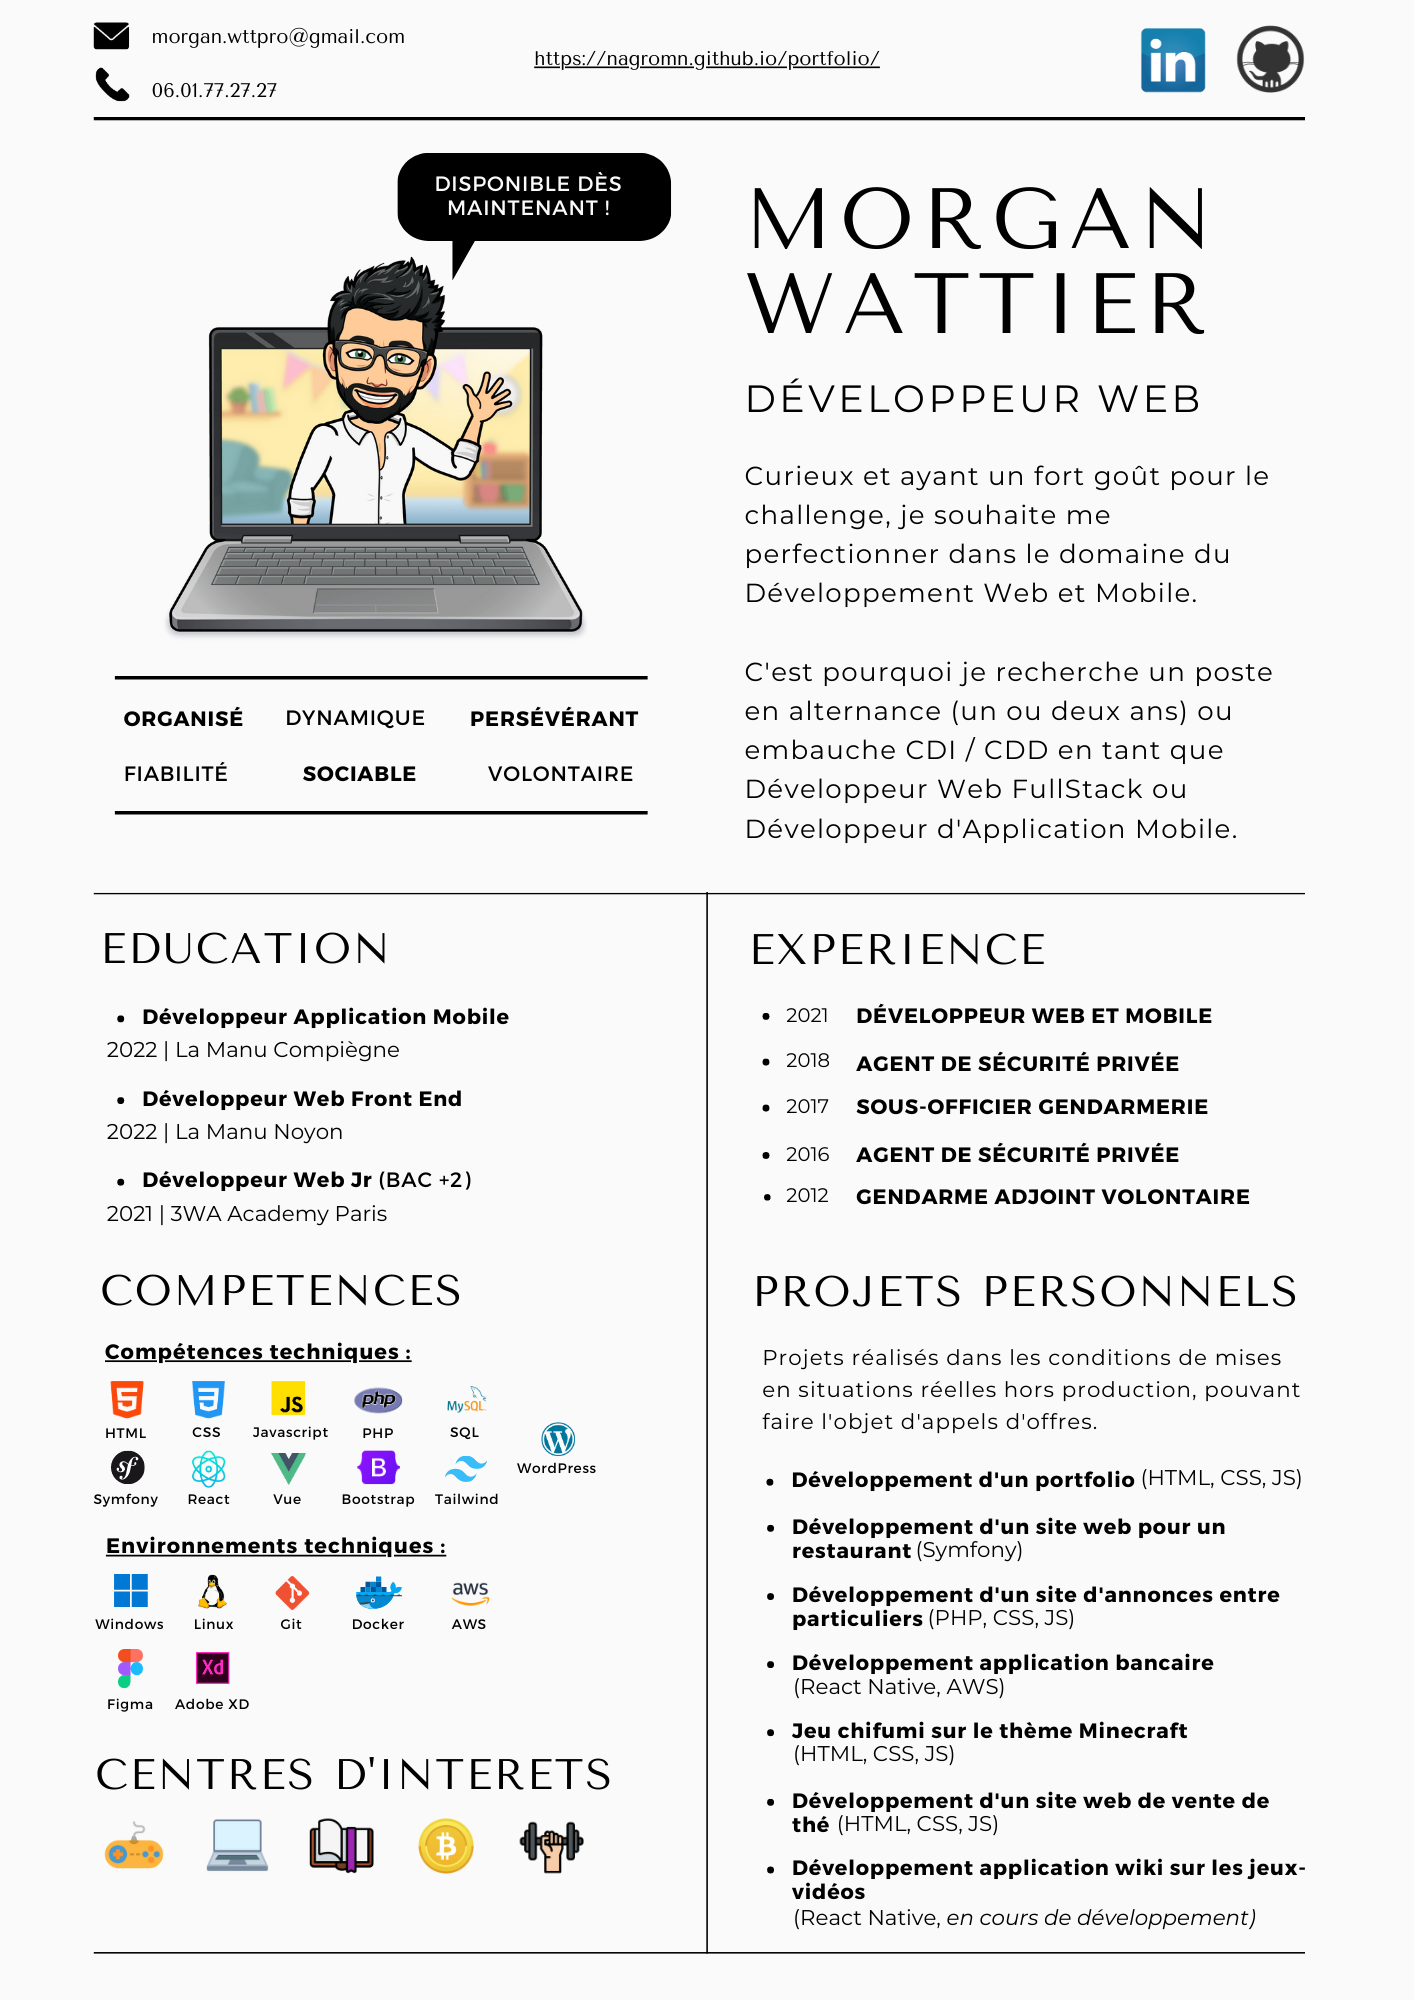 morgan.wttpro@gmail.com
06.01.77.27.27
https://nagromn.github.io/portfolio/
in
DISPONIBLE DÈS
MAINTENANT !
MORGAN
WATTIER
DÉVELOPPEUR WEB
Curieux et ayant un fort goût pour le
challenge, je souhaite me
perfectionner dans le domaine du
Développement Web et Mobile.
C'est pourquoi je recherche un poste
en alternance (un ou deux ans) ou
embauche CDI / CDD en tant que
Développeur Web FullStack ou
Développeur d'Application Mobile.
ORGANISÉ DYNAMIQUE PERSÉVÉRANT
FIABILITÉ SOCIABLE VOLONTAIRE
EDUCATION
• Développeur Application Mobile
2022 | La Manu Compiègne
• Développeur Web Front End
2022 | La Manu Noyon
• Développeur Web Jr (BAC +2)
2021 | 3WA Academy Paris
COMPETENCES
Compétences techniques :
5 3 JS php MySQL
HTML CSS Javascript PHP SQL
W
WordPress
sf B
Symfony React Vue Bootstrap Tailwind
Environnements techniques :
aws
Windows Linux Git Docker AWS
Xd
Figma Adobe XD
CENTRES D'INTERETS
EXPERIENCE
• 2021 DÉVELOPPEUR WEB ET MOBILE
• 2018 AGENT DE SÉCURITÉ PRIVÉE
• 2017 SOUS-OFFICIER GENDARMERIE
• 2016 AGENT DE SÉCURITÉ PRIVÉE
• 2012 GENDARME ADJOINT VOLONTAIRE
PROJETS PERSONNELS
Projets réalisés dans les conditions de mises
en situations réelles hors production, pouvant
faire l'objet d'appels d'offres.
• Développement d'un portfolio (HTML, CSS, JS)
• Développement d'un site web pour un
restaurant (Symfony)
• Développement d'un site d'annonces entre
particuliers (PHP, CSS, JS)
• Développement application bancaire
(React Native, AWS)
• Jeu chifumi sur le thème Minecraft
(HTML, CSS, JS)
• Développement d'un site web de vente de
thé (HTML, CSS, JS)
• Développement application wiki sur les jeux-
vidéos
(React Native, en cours de développement)